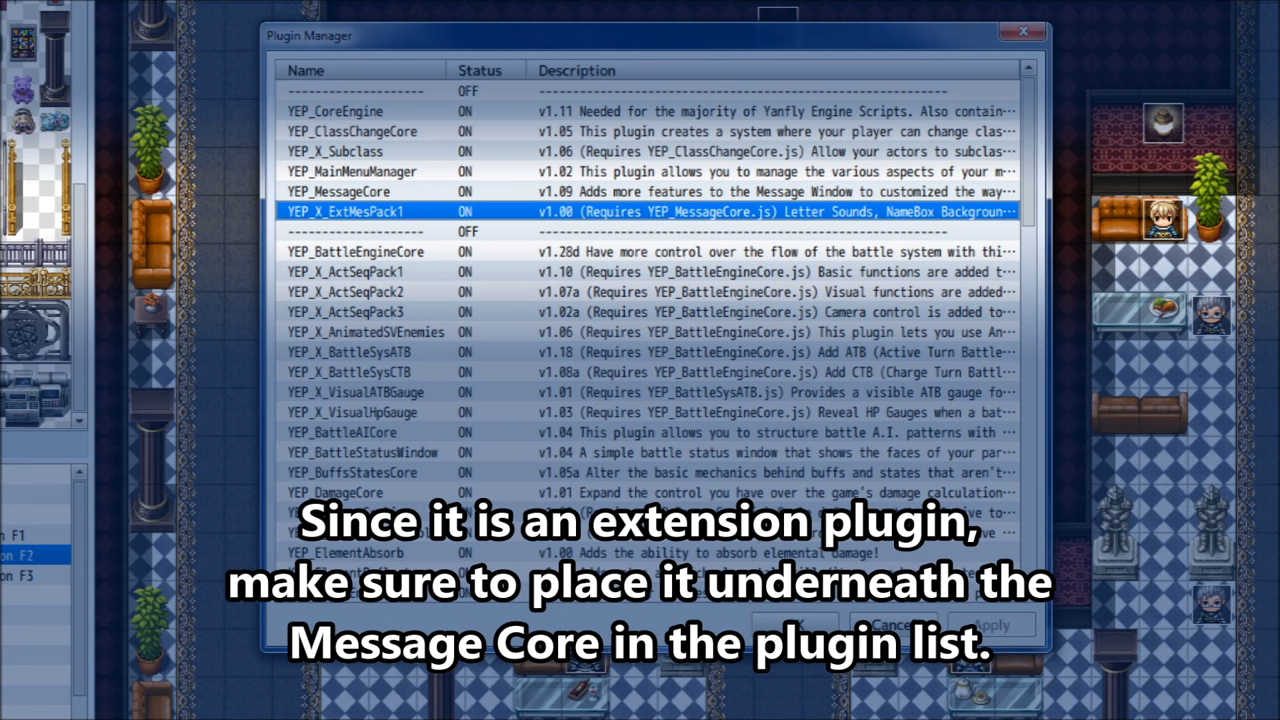 Plugin Manager
Name Status Description
-------------------- OFF ------------------------------------------------------------
YEP_CoreEngine ON v1.11 Needed for the majority of Yanfly Engine Scripts. Also contain…
YEP_ClassChangeCore ON v1.05 This plugin creates a system where your player can change clas…
YEP_X_Subclass ON v1.06 (Requires YEP_ClassChangeCore.js) Allow your actors to subclas…
YEP_MainMenuManager ON v1.02 This plugin allows you to manage the various aspects of your m…
YEP_MessageCore ON v1.09 Adds more features to the Message Window to customized the way…
YEP_X_ExtMesPack1 ON v1.00 (Requires YEP_MessageCore.js) Letter Sounds, NameBox Backgroun…
-------------------- OFF ------------------------------------------------------------
YEP_BattleEngineCore ON v1.28d Have more control over the flow of the battle system with thi…
YEP_X_ActSeqPack1 ON v1.10 (Requires YEP_BattleEngineCore.js) Basic functions are added t…
YEP_X_ActSeqPack2 ON v1.07a (Requires YEP_BattleEngineCore.js) Visual functions are added…
YEP_X_ActSeqPack3 ON v1.02a (Requires YEP_BattleEngineCore.js) Camera control is added to…
YEP_X_AnimatedSVEnemies ON v1.06 (Requires YEP_BattleEngineCore.js) This plugin lets you use An…
YEP_X_BattleSysATB ON v1.18 (Requires YEP_BattleEngineCore.js) Add ATB (Active Turn Battle…
YEP_X_BattleSysCTB ON v1.08a (Requires YEP_BattleEngineCore.js) Add CTB (Charge Turn Battl…
YEP_X_VisualATBGauge ON v1.01 (Requires YEP_BattleSysATB.js) Provides a visible ATB gauge fo…
YEP_X_VisualHpGauge ON v1.03 (Requires YEP_BattleEngineCore.js) Reveal HP Gauges when a bat…
YEP_BattleAICore ON v1.04 This plugin allows you to structure battle A.I. patterns with …
YEP_BattleStatusWindow ON v1.04 A simple battle status window that shows the faces of your par…
YEP_BuffsStatesCore ON v1.05a Alter the basic mechanics behind buffs and states that aren't…
YEP_DamageCore ON v1.01 Expand the control you have over the game's damage calculation…
YEP_ElementAbsorb ON v1.00 Adds the ability to absorb elemental damage!
Since it is an extension plugin,
make sure to place it underneath the
Message Core in the plugin list.
Cancel Apply
on F1
on F2
on F3